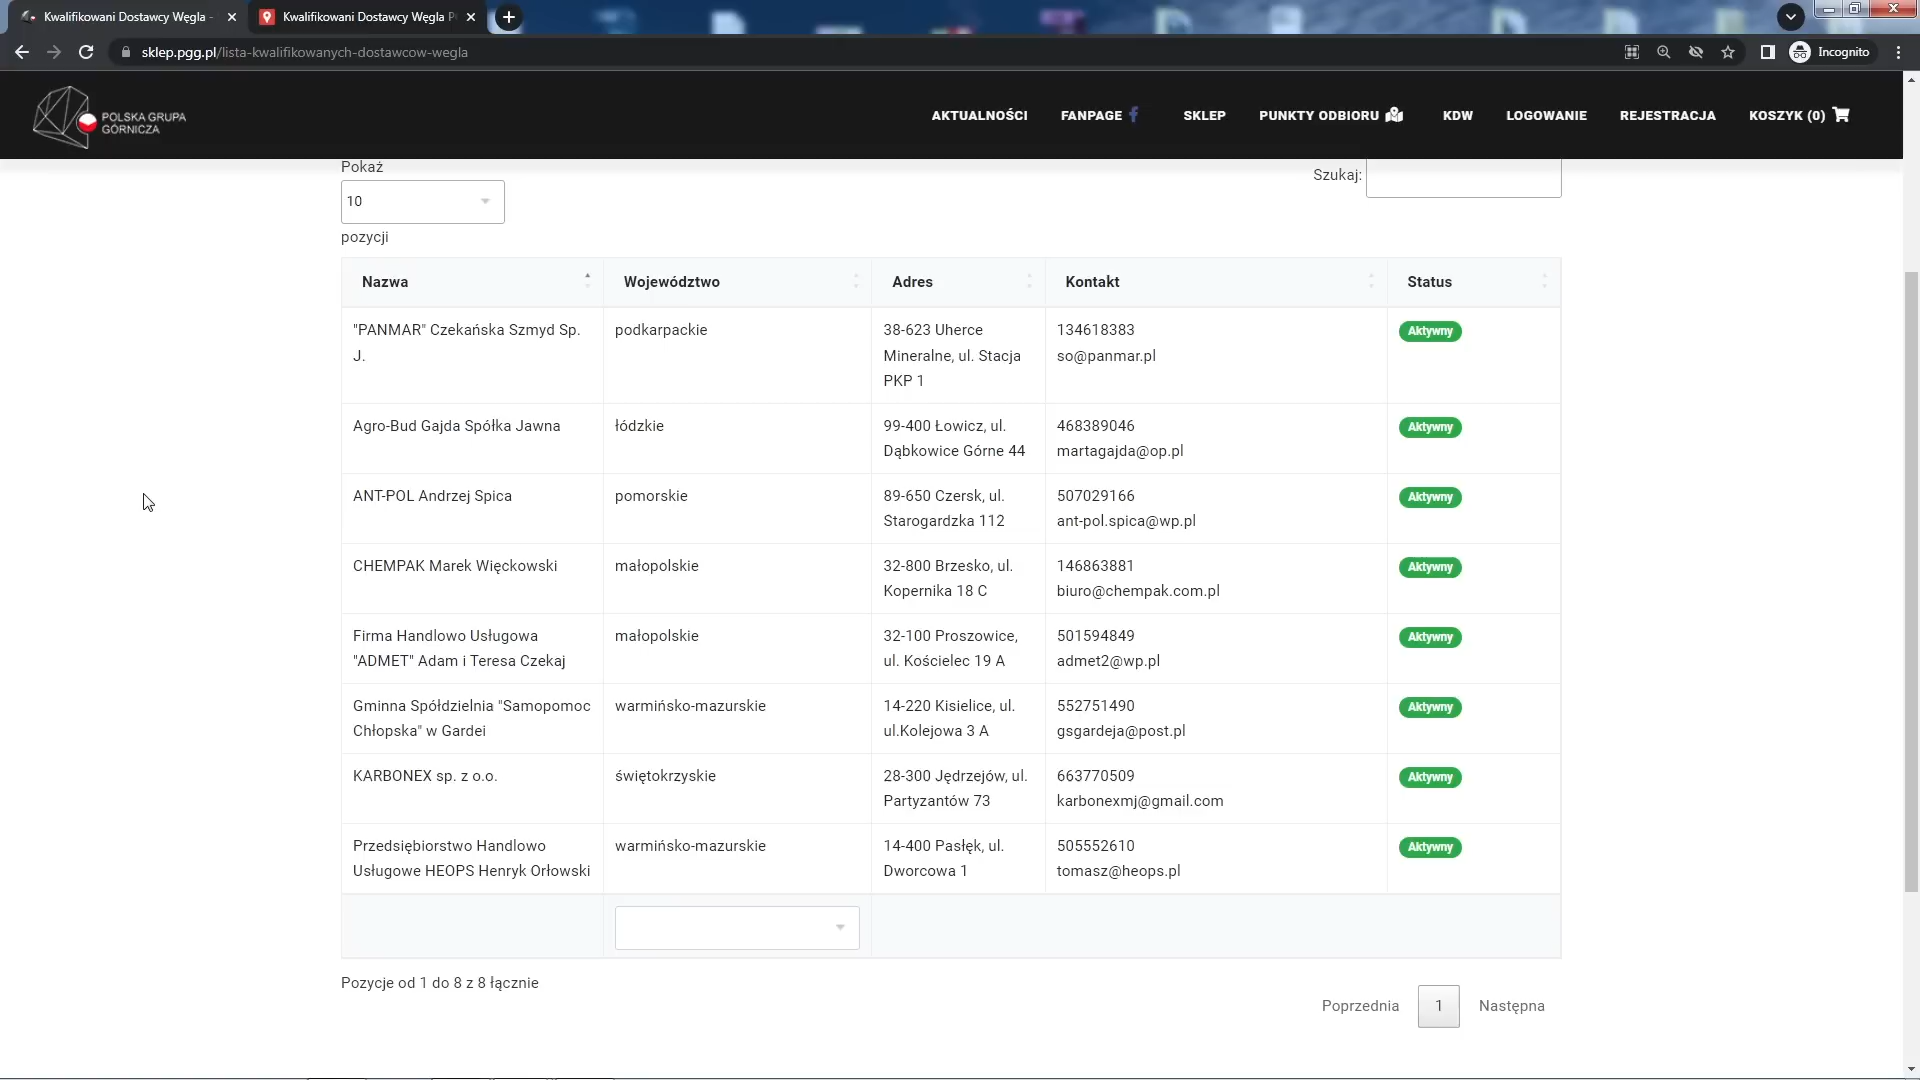 Kwalifikowani Dostawcy Węgla -
Kwalifikowani Dostawcy Węgla P
sklep.pgg.pl/lista-kwalifikowanych-dostawcow-wegla
Incognito
POLSKA GRUPA
GÓRNICZA
AKTUALNOŚCI FANPAGE SKLEP PUNKTY ODBIORU KDW LOGOWANIE REJESTRACJA KOSZYK (0)
Pokaż
10
pozycji
Szukaj:
Nazwa Województwo Adres Kontakt Status
"PANMAR" Czekańska Szmyd Sp.
J.
podkarpackie
38-623 Uherce
Mineralne, ul. Stacja
PKP 1
134618383
so@panmar.pl
Aktywny
Agro-Bud Gajda Spółka Jawna
łódzkie
99-400 Łowicz, ul.
Dąbkowice Górne 44
468389046
martagajda@op.pl
Aktywny
ANT-POL Andrzej Spica
pomorskie
89-650 Czersk, ul.
Starogardzka 112
507029166
ant-pol.spica@wp.pl
Aktywny
CHEMPAK Marek Więckowski
małopolskie
32-800 Brzesko, ul.
Kopernika 18 C
146863881
biuro@chempak.com.pl
Aktywny
Firma Handlowo Usługowa
"ADMET" Adam i Teresa Czekaj
małopolskie
32-100 Proszowice,
ul. Kościelec 19 A
501594849
admet2@wp.pl
Aktywny
Gminna Spółdzielnia "Samopomoc
Chłopska" w Gardei
warmińsko-mazurskie
14-220 Kisielice, ul.
ul.Kolejowa 3 A
552751490
gsgardeja@post.pl
Aktywny
KARBONEX sp. z o.o.
świętokrzyskie
28-300 Jędrzejów, ul.
Partyzantów 73
663770509
karbonexmj@gmail.com
Aktywny
Przedsiębiorstwo Handlowo
Usługowe HEOPS Henryk Orłowski
warmińsko-mazurskie
14-400 Pasłęk, ul.
Dworcowa 1
505552610
tomasz@heops.pl
Aktywny
Pozycje od 1 do 8 z 8 łącznie
Poprzednia 1 Następna